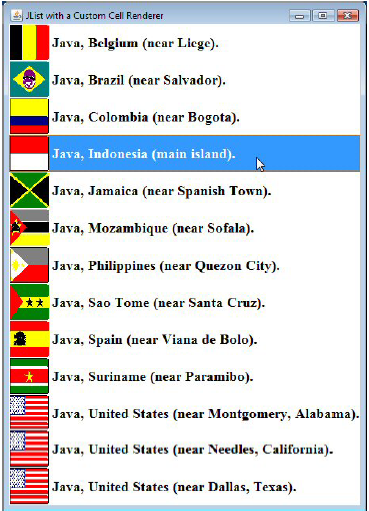 JList with a Custom Cell Renderer
Java, Belgium (near Liege).
Java, Brazil (near Salvador).
Java, Colombia (near Bogota).
Java, Indonesia (main island).
Java, Jamaica (near Spanish Town).
Java, Mozambique (near Sofala).
Java, Philippines (near Quezon City).
Java, Sao Tome (near Santa Cruz).
Java, Spain (near Viana de Bolo).
Java, Suriname (near Paramibo).
Java, United States (near Montgomery, Alabama).
Java, United States (near Needles, California).
Java, United States (near Dallas, Texas).